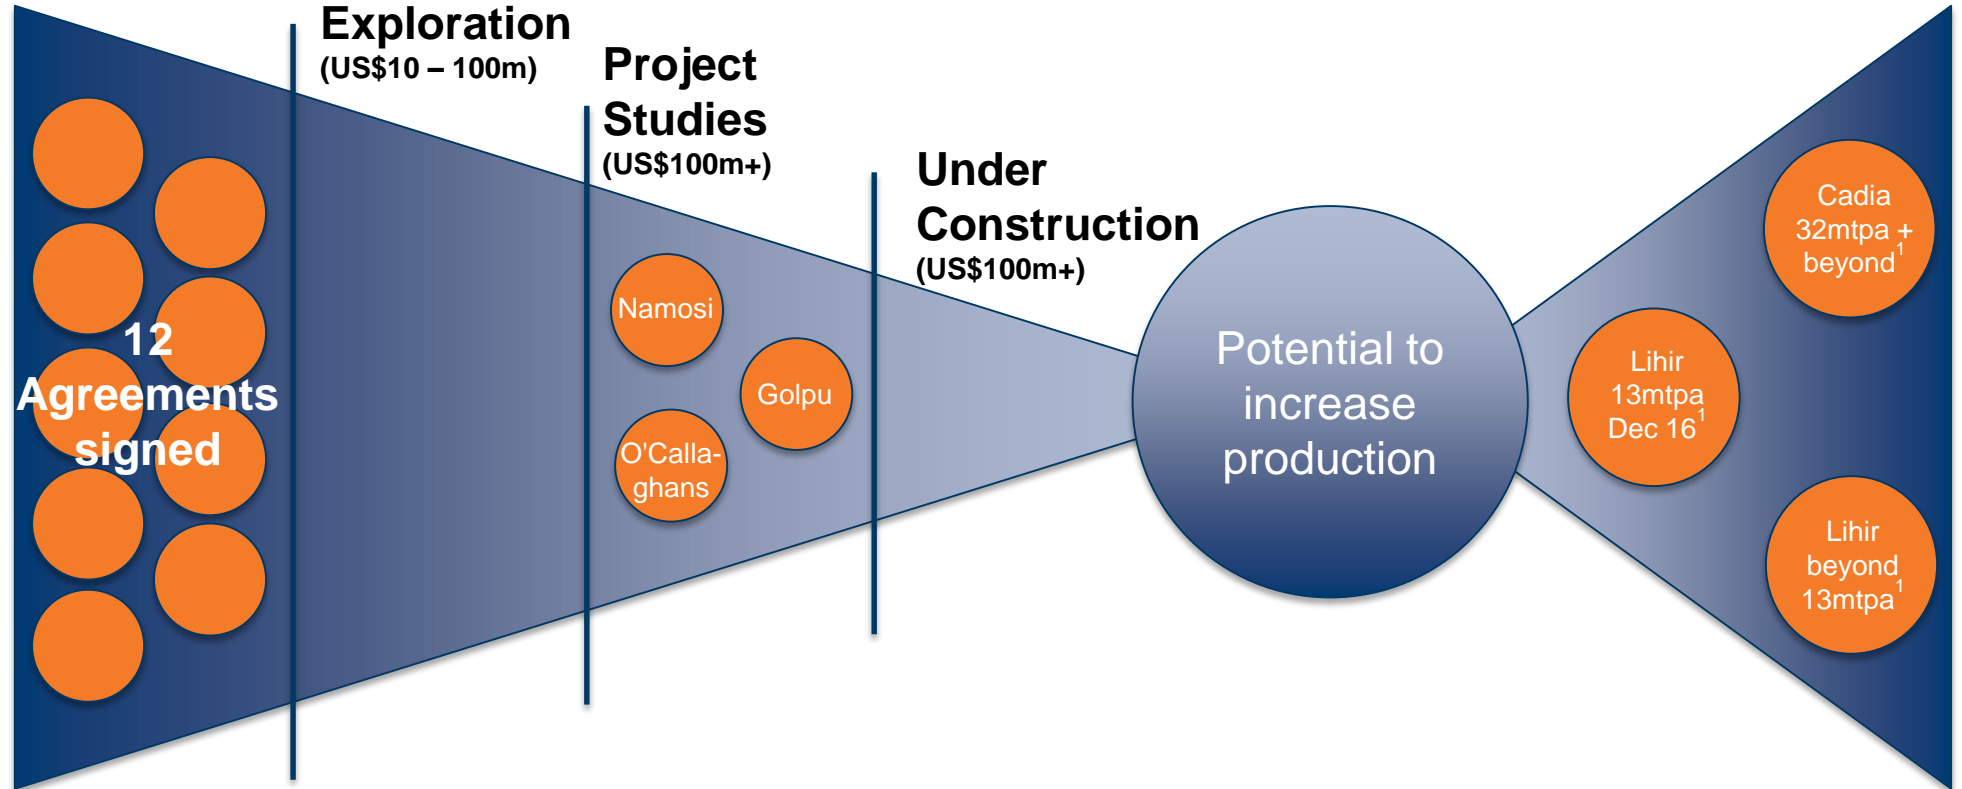 12
Agreements
signed
Exploration
(US$10 – 100m)
Project
Studies
(US$100m+)
Namosi
Golpu
O'Calla-
ghans
Under
Construction
(US$100m+)
Potential to
increase
production
Cadia
32mtpa +
beyond1
Lihir
13mtpa
Dec 161
Lihir
beyond
13mtpa1